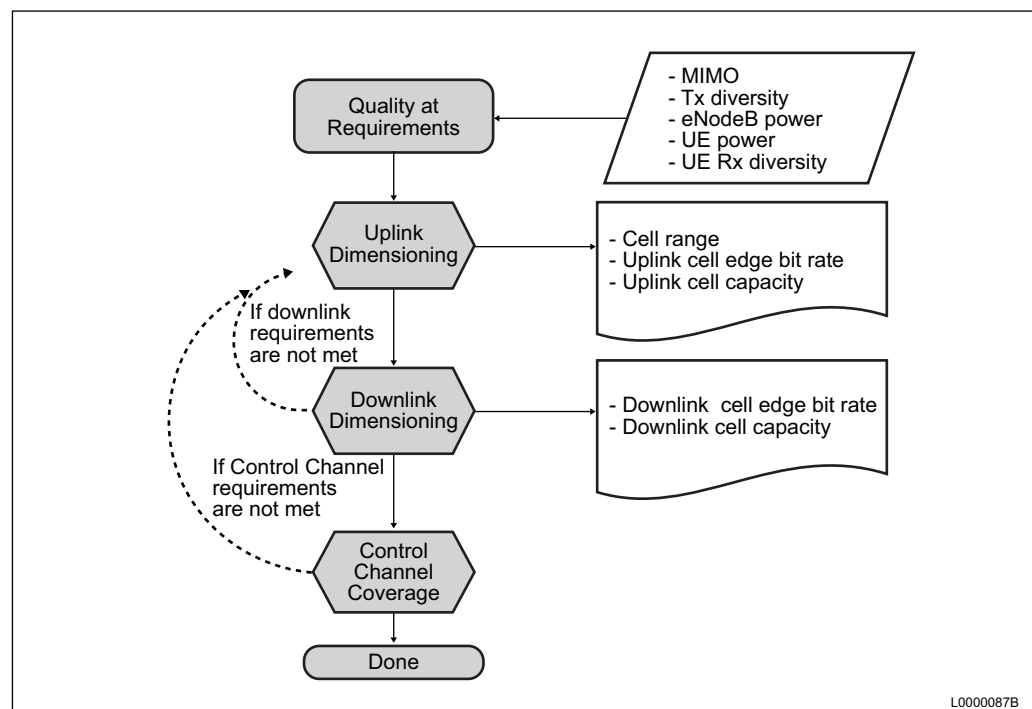 Quality at
Requirements
- MIMO
- Tx diversity
- eNodeB power
- UE power
- UE Rx diversity
Uplink
Dimensioning
- Cell range
- Uplink cell edge bit rate
- Uplink cell capacity
If downlink
requirements
are not met
Downlink
Dimensioning
- Downlink  cell edge bit rate
- Downlink cell capacity
If Control Channel
requirements
are not met
Control
Channel
Coverage
Done
L0000087B